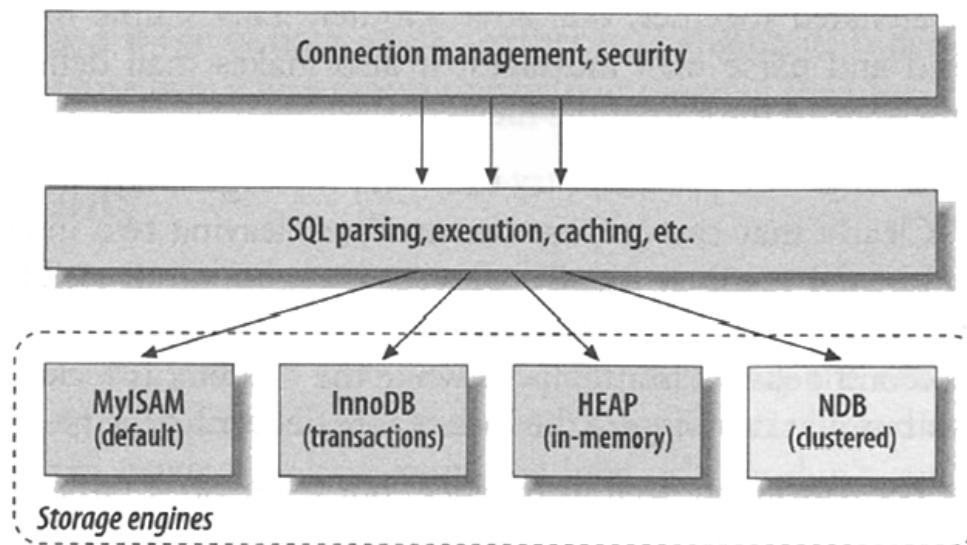 Connection management, security
SQL parsing, execution, caching, etc.
MyISAM
(default)
InnoDB
(transactions)
HEAP
(in-memory)
NDB
(clustered)
Storage engines